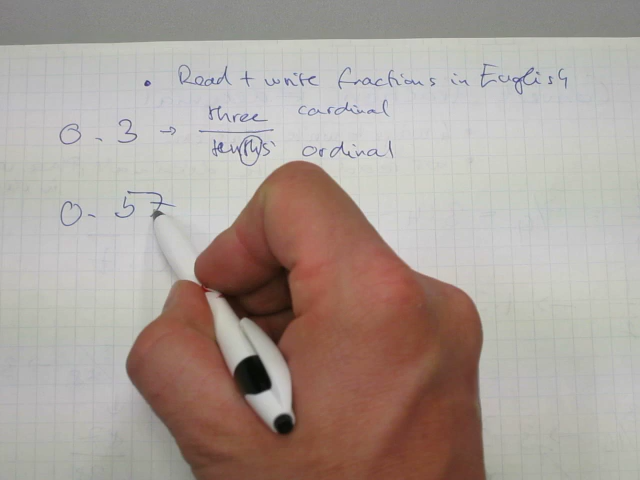 • Read + write fractions in English
0.3 → three cardinal
tenths ordinal
0.57